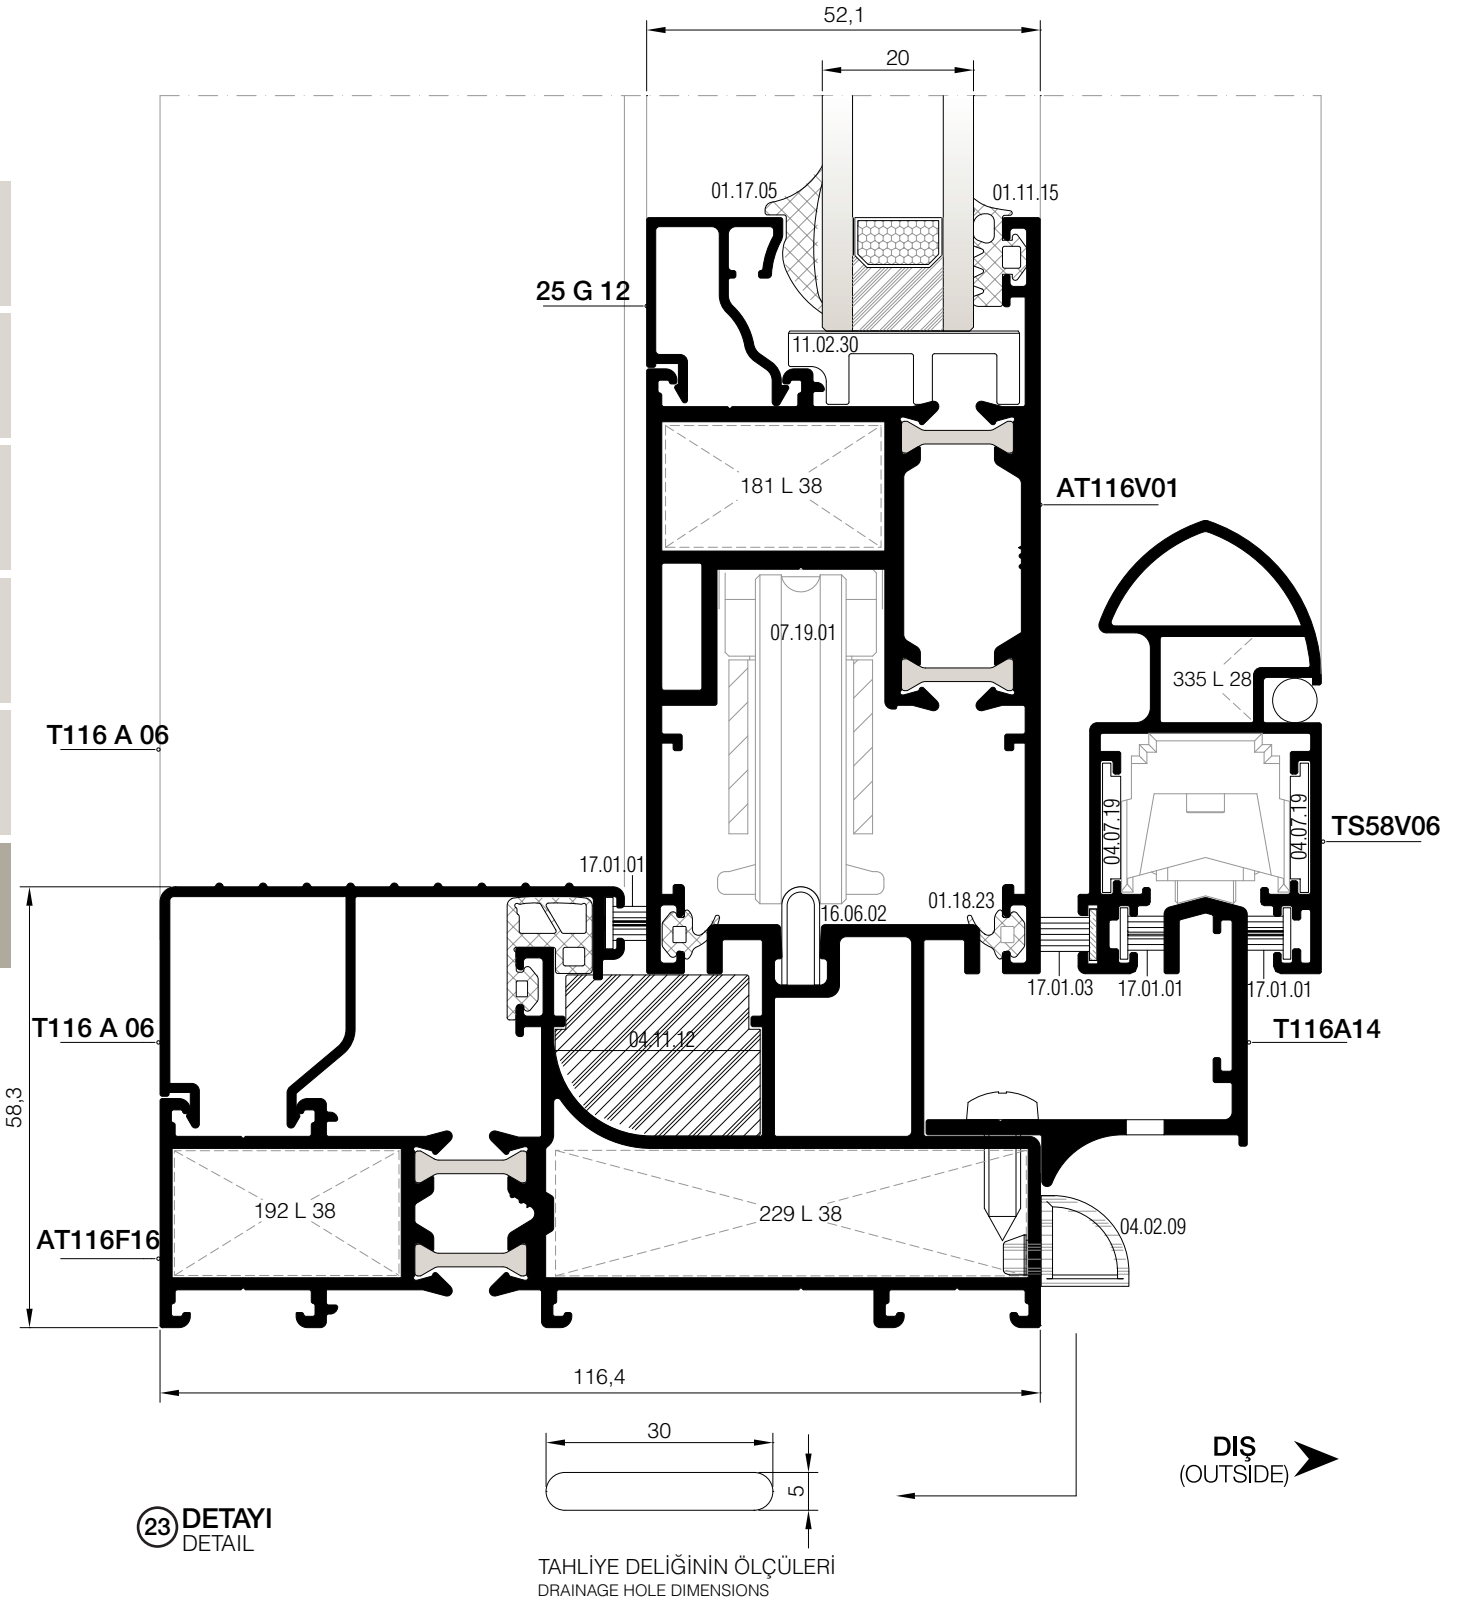 52,1
20
01.17.05
01.11.15
25 G 12
11.02.30
181 L 38
AT116V01
07.19.01
335 L 28
T116 A 06
04.07.19
04.07.19
TS58V06
17.01.01
16.06.02
01.18.23
17.01.03
17.01.01
17.01.01
T116 A 06
04.11.12
T116A14
58,3
192 L 38
229 L 38
04.02.09
AT116F16
116,4
30
5
DIŞ
(OUTSIDE)
23 DETAYI
DETAIL
TAHLİYE DELİĞİNİN ÖLÇÜLERİ
DRAINAGE HOLE DIMENSIONS